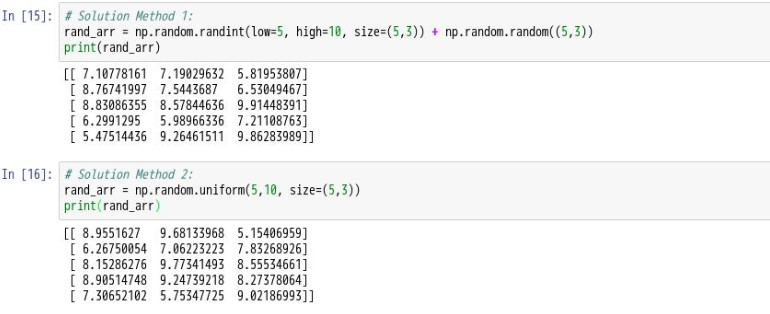 In [15]: # Solution Method 1:
rand_arr = np.random.randint(low=5, high=10, size=(5,3)) + np.random.random((5,3))
print(rand_arr)
[[ 7.10778161  7.19029632  5.81953807]
 [ 8.76741997  7.5443687   6.53049467]
 [ 8.83086355  8.57844636  9.91448391]
 [ 6.2991295   5.98966336  7.21108763]
 [ 5.47514436  9.26461511  9.86283989]]
In [16]: # Solution Method 2:
rand_arr = np.random.uniform(5,10, size=(5,3))
print(rand_arr)
[[ 8.9551627   9.68133968  5.15406959]
 [ 6.26750054  7.06223223  7.83268926]
 [ 8.15286276  9.77341493  8.55534661]
 [ 8.90514748  9.24739218  8.27378064]
 [ 7.30652102  5.75347725  9.02186993]]